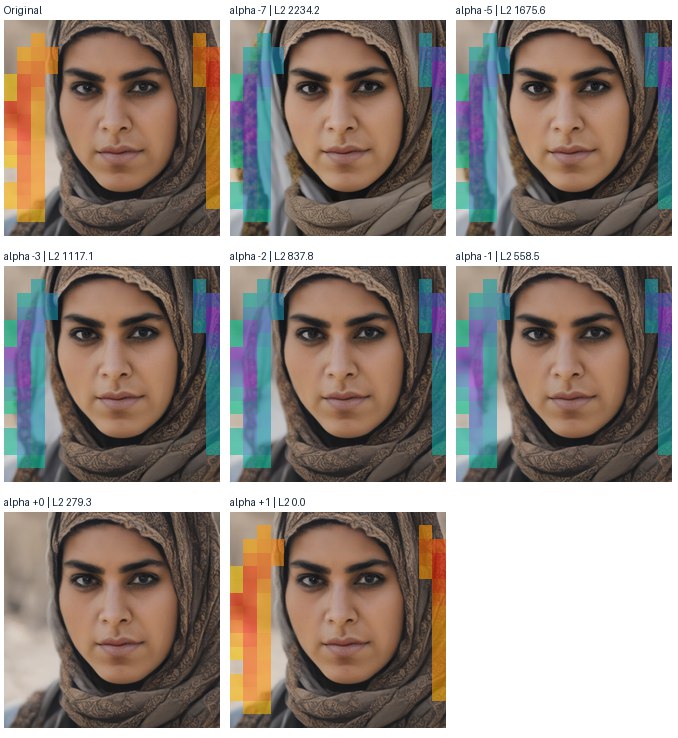 Original
alpha -7 | L2 2234.2
alpha -5 | L2 1675.6
alpha -3 | L2 1117.1
alpha -2 | L2 837.8
alpha -1 | L2 558.5
alpha +0 | L2 279.3
alpha +1 | L2 0.0